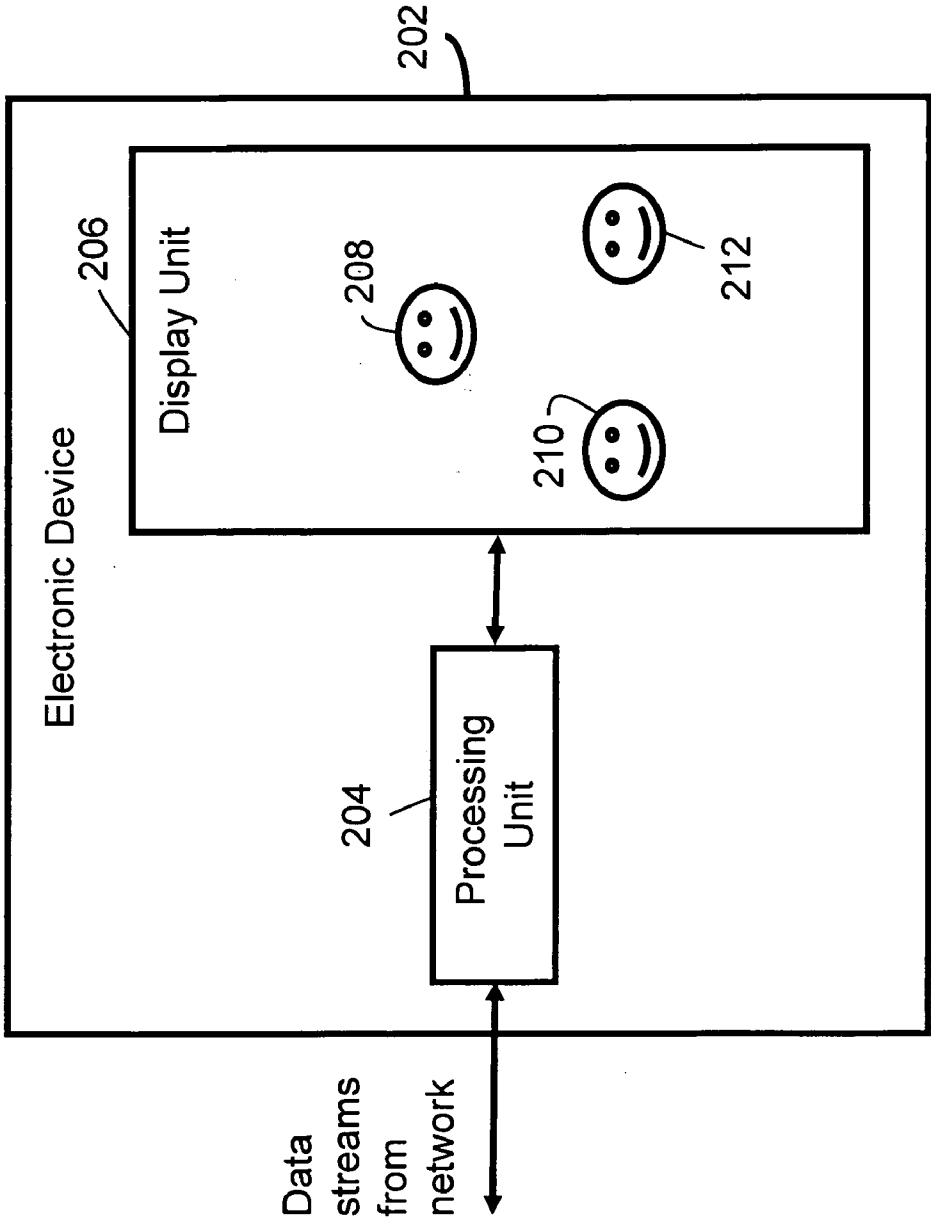 Electronic Device
202
206
Display Unit
208
210
212
204
Processing
Unit
Data
streams
from
network